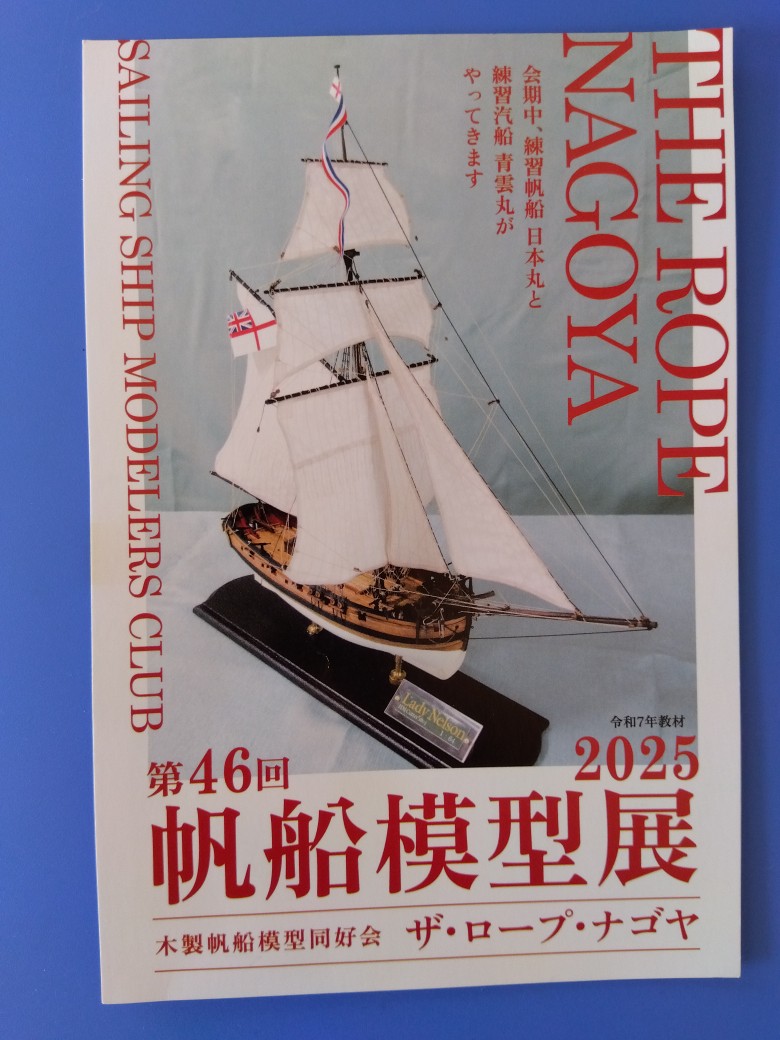 THE ROPE
NAGOYA
会期中、練習帆船 日本丸と
練習汽船 青雲丸が
やってきます
SAILING SHIP MODELERS CLUB
Lady Nelson
令和7年教材
第46回
2025
帆船模型展
木製帆船模型同好会 ザ・ロープ・ナゴヤ